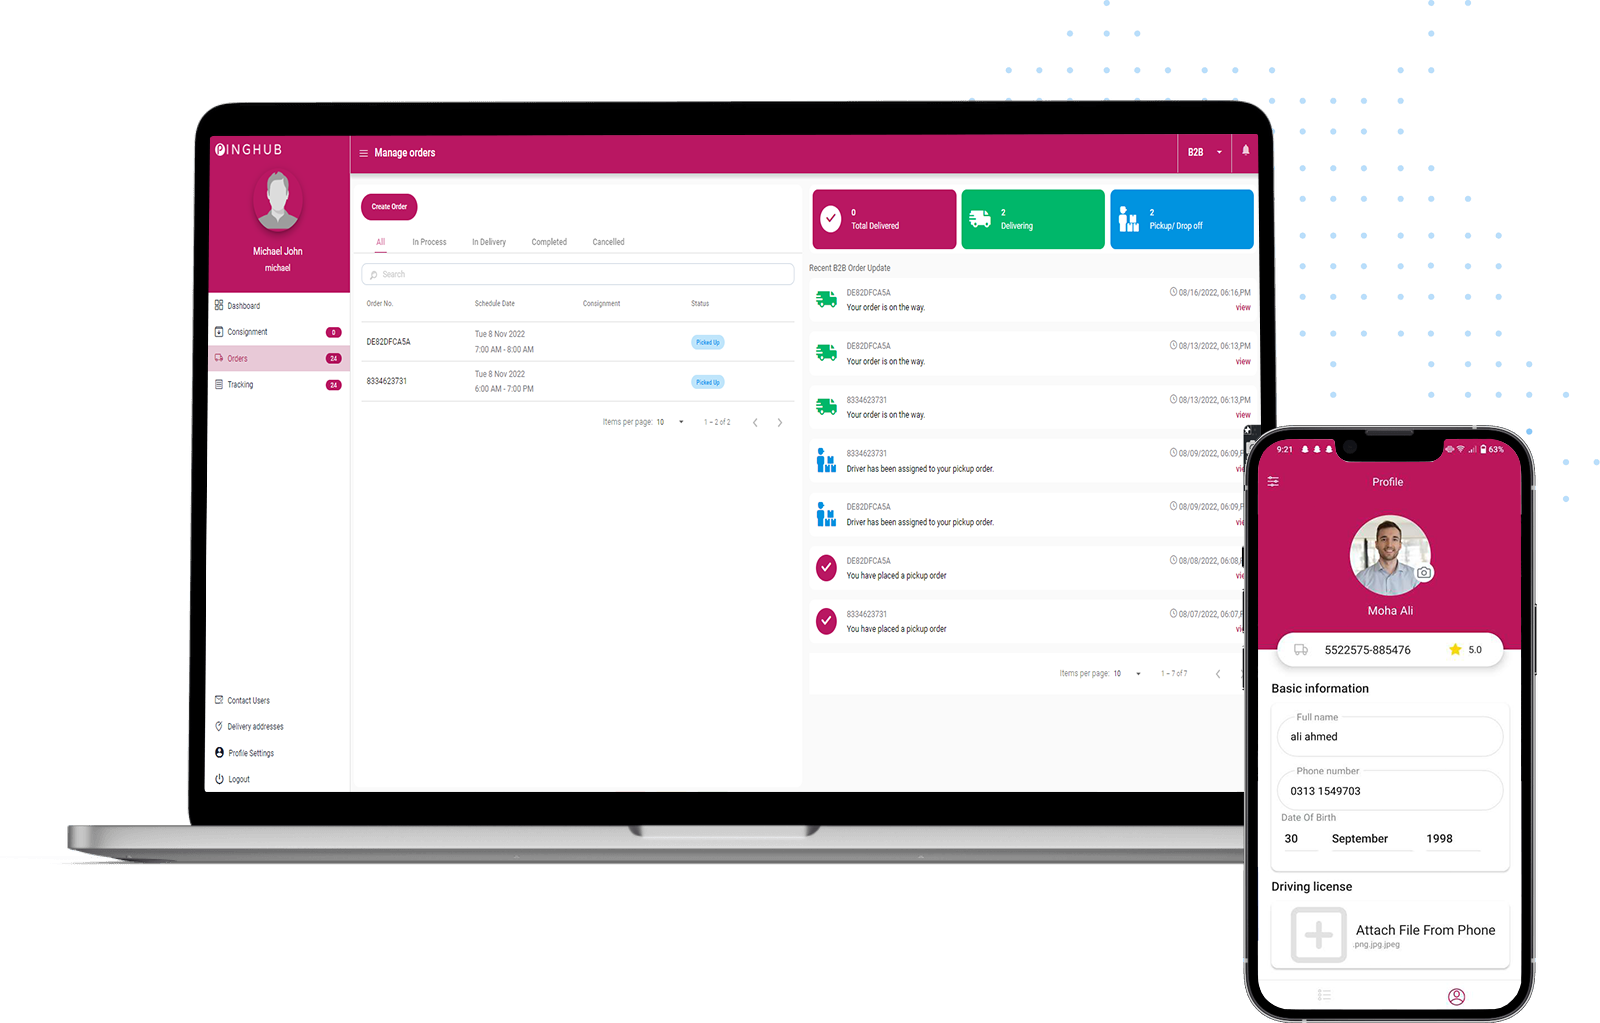 PINGHUB
Michael John
michael
Dashboard
Consignment 0
Orders 24
Tracking 24
Contact Users
Delivery addresses
Profile Settings
Logout
Manage orders
B2B
Create Order
All In Process In Delivery Completed Cancelled
Search
Order No. Schedule Date Consignment Status
DE82DFCA5A Tue 8 Nov 2022 Picked Up
7:00 AM - 8:00 AM
8334623731 Tue 8 Nov 2022 Picked Up
6:00 AM - 7:00 PM
Items per page: 10 1 – 2 of 2
0
Total Delivered
2
Delivering
2
Pickup/ Drop off
Recent B2B Order Update
DE82DFCA5A 08/16/2022, 06:16,PM
Your order is on the way. view
DE82DFCA5A 08/13/2022, 06:13,PM
Your order is on the way. view
8334623731 08/13/2022, 06:13,PM
Your order is on the way. view
8334623731 08/09/2022, 06:09,
Driver has been assigned to your pickup order.
DE82DFCA5A 08/09/2022, 06:09,
Driver has been assigned to your pickup order.
DE82DFCA5A 08/08/2022, 06:08,
You have placed a pickup order
8334623731 08/07/2022, 06:07,
You have placed a pickup order
Items per page: 10 1 – 7 of 7
9:21 63%
Profile
Moha Ali
5522575-885476 5.0
Basic information
Full name
ali ahmed
Phone number
0313 1549703
Date Of Birth
30 September 1998
Driving license
Attach File From Phone
.png.jpg.jpeg